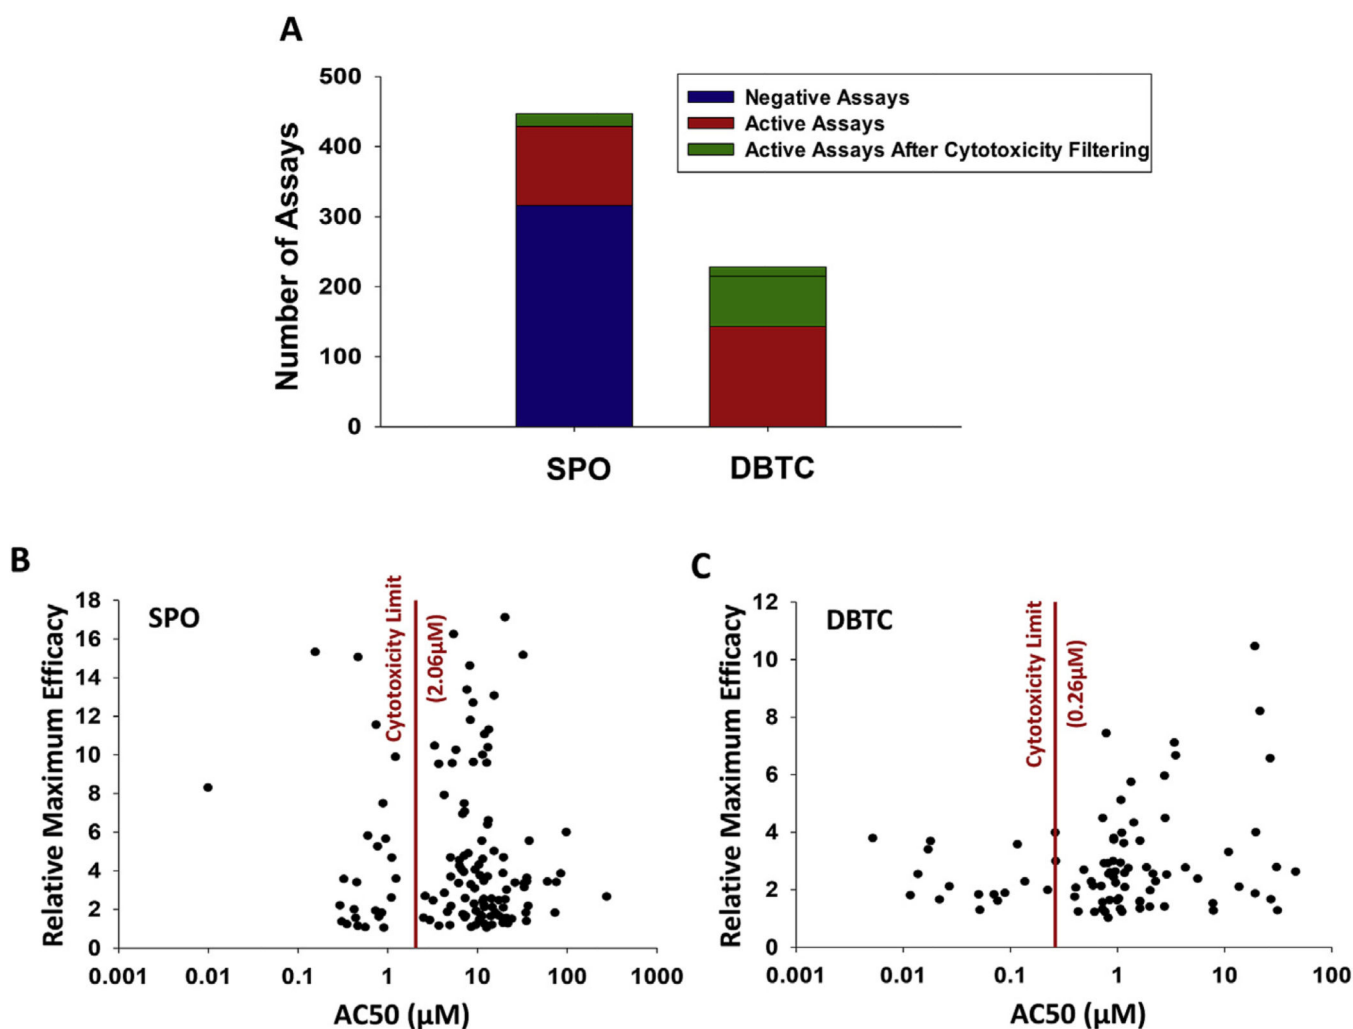 A
500
400
300
200
100
0
Number of Assays
Negative Assays
Active Assays
Active Assays After Cytotoxicity Filtering
SPO
DBTC
B
SPO
18
16
14
12
10
8
6
4
2
0
Relative Maximum Efficacy
Cytotoxicity Limit
(2.06µM)
0.001
0.1
1
10
100
1000
AC50 (µM)
C
DBTC
12
10
8
6
4
2
0
Relative Maximum Efficacy
Cytotoxicity Limit
(0.26µM)
0.001
0.01
0.1
1
10
100
AC50 (µM)